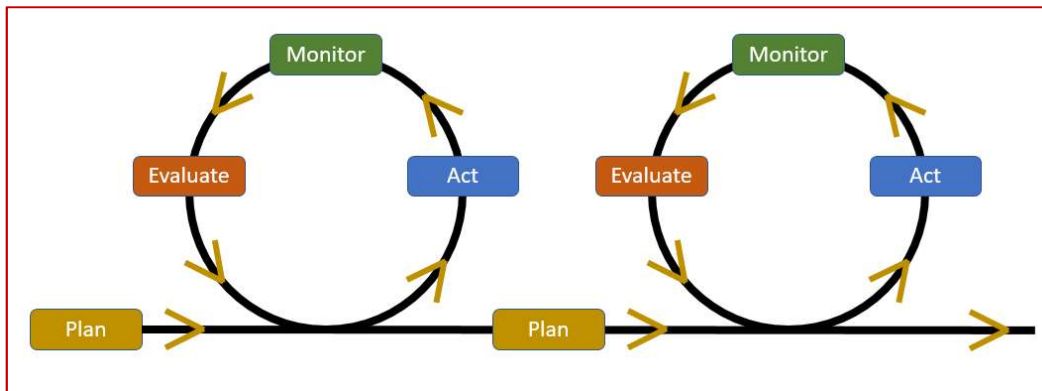 Monitor
Monitor
Evaluate
Act
Evaluate
Act
Plan
Plan